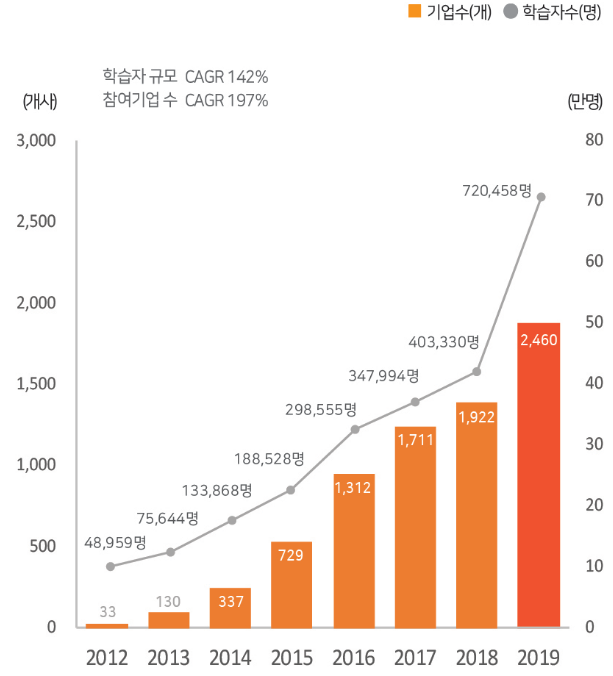 기업수(개) 학습자수(명)
학습자 규모 CAGR 142%
참여기업 수 CAGR 197%
(개사) (만명)
3,000 80
2,500 70
2,000 60
1,500 50
1,000 40
500 30
0 20
10
0
720,458명
403,330명
347,994명
298,555명
188,528명
133,868명
75,644명
48,959명
33 130 337 729 1,312 1,711 1,922 2,460
2012 2013 2014 2015 2016 2017 2018 2019